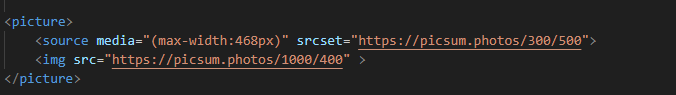 <picture>
<source media="(max-width:468px)" srcset="https://picsum.photos/300/500">
<img src="https://picsum.photos/1000/400" >
</picture>